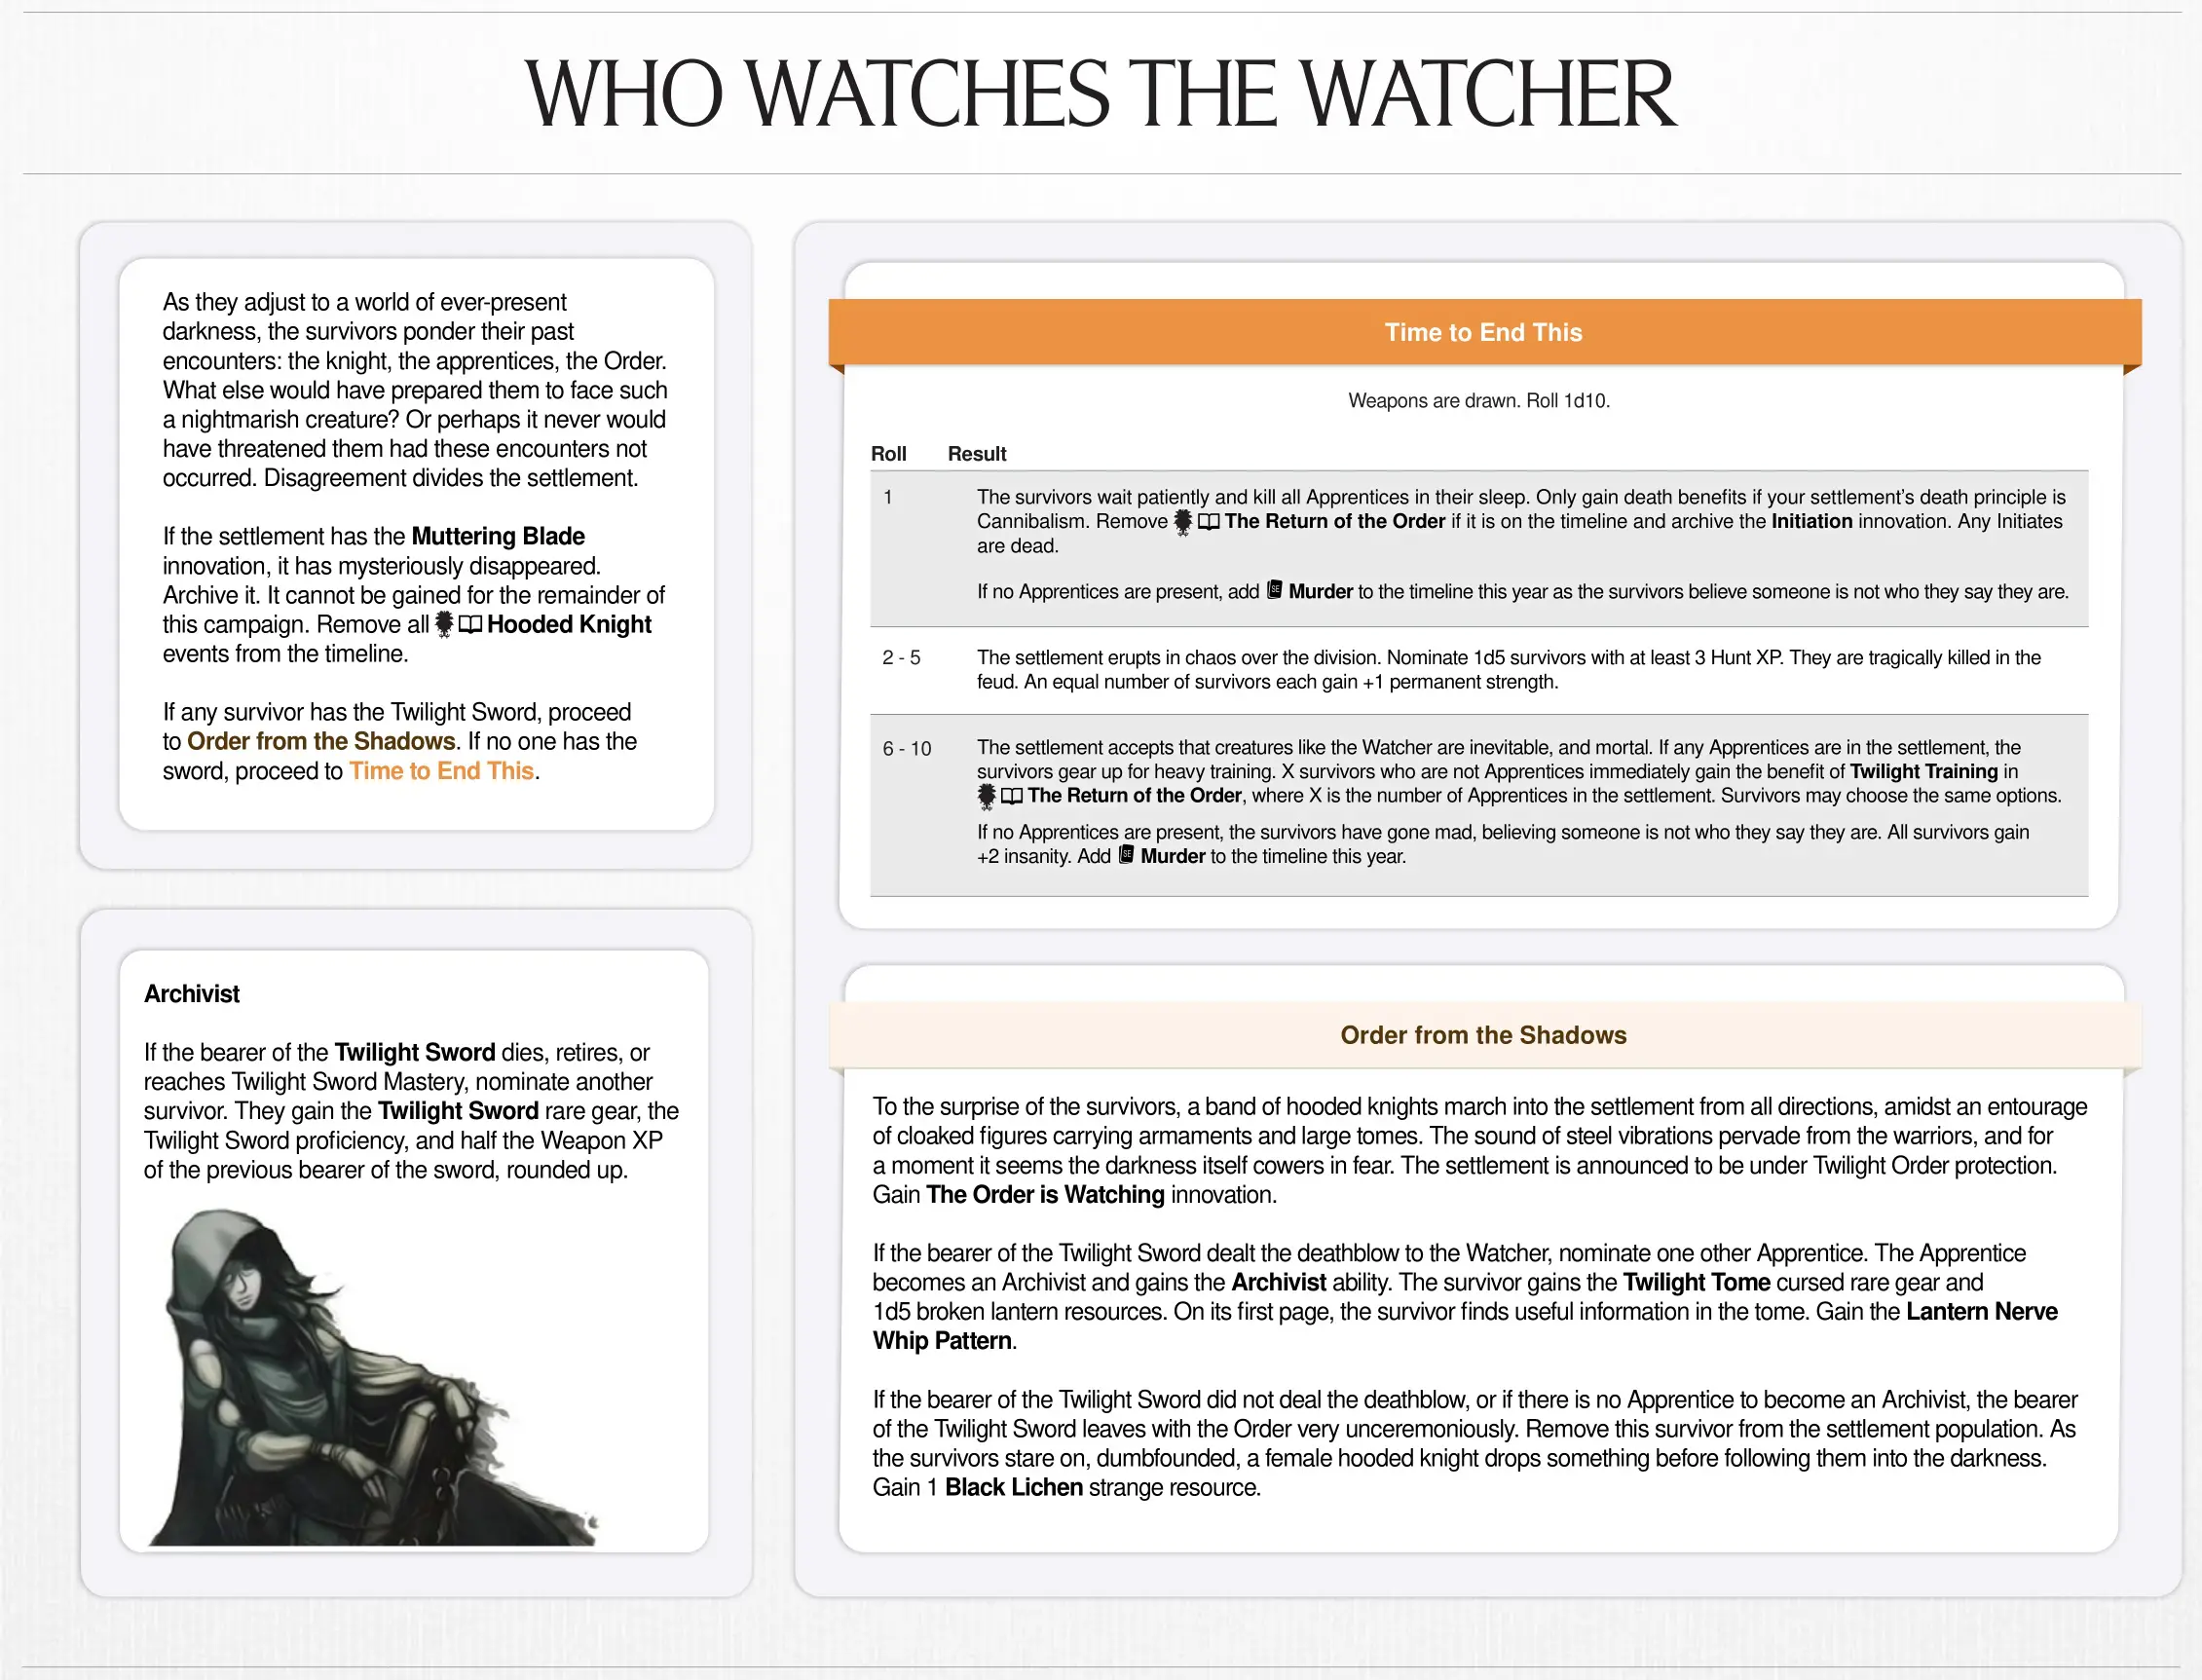 WHO WATCHES THE WATCHER
As they adjust to a world of ever-present
darkness, the survivors ponder their past
encounters: the knight, the apprentices, the Order.
What else would have prepared them to face such
a nightmarish creature? Or perhaps it never would
have threatened them had these encounters not
occurred. Disagreement divides the settlement.
If the settlement has the Muttering Blade
innovation, it has mysteriously disappeared.
Archive it. It cannot be gained for the remainder of
this campaign. Remove all Hooded Knight
events from the timeline.
If any survivor has the Twilight Sword, proceed
to Order from the Shadows. If no one has the
sword, proceed to Time to End This.
Archivist
If the bearer of the Twilight Sword dies, retires, or
reaches Twilight Sword Mastery, nominate another
survivor. They gain the Twilight Sword rare gear, the
Twilight Sword proficiency, and half the Weapon XP
of the previous bearer of the sword, rounded up.
Time to End This
Weapons are drawn. Roll 1d10.
Roll Result
1 The survivors wait patiently and kill all Apprentices in their sleep. Only gain death benefits if your settlement's death principle is
Cannibalism. Remove The Return of the Order if it is on the timeline and archive the Initiation innovation. Any Initiates
are dead.
If no Apprentices are present, add SE Murder to the timeline this year as the survivors believe someone is not who they say they are.
2 - 5 The settlement erupts in chaos over the division. Nominate 1d5 survivors with at least 3 Hunt XP. They are tragically killed in the
feud. An equal number of survivors each gain +1 permanent strength.
6 - 10 The settlement accepts that creatures like the Watcher are inevitable, and mortal. If any Apprentices are in the settlement, the
survivors gear up for heavy training. X survivors who are not Apprentices immediately gain the benefit of Twilight Training in
The Return of the Order, where X is the number of Apprentices in the settlement. Survivors may choose the same options.
If no Apprentices are present, the survivors have gone mad, believing someone is not who they say they are. All survivors gain
+2 insanity. Add SE Murder to the timeline this year.
Order from the Shadows
To the surprise of the survivors, a band of hooded knights march into the settlement from all directions, amidst an entourage
of cloaked figures carrying armaments and large tomes. The sound of steel vibrations pervade from the warriors, and for
a moment it seems the darkness itself cowers in fear. The settlement is announced to be under Twilight Order protection.
Gain The Order is Watching innovation.
If the bearer of the Twilight Sword dealt the deathblow to the Watcher, nominate one other Apprentice. The Apprentice
becomes an Archivist and gains the Archivist ability. The survivor gains the Twilight Tome cursed rare gear and
1d5 broken lantern resources. On its first page, the survivor finds useful information in the tome. Gain the Lantern Nerve
Whip Pattern.
If the bearer of the Twilight Sword did not deal the deathblow, or if there is no Apprentice to become an Archivist, the bearer
of the Twilight Sword leaves with the Order very unceremoniously. Remove this survivor from the settlement population. As
the survivors stare on, dumbfounded, a female hooded knight drops something before following them into the darkness.
Gain 1 Black Lichen strange resource.